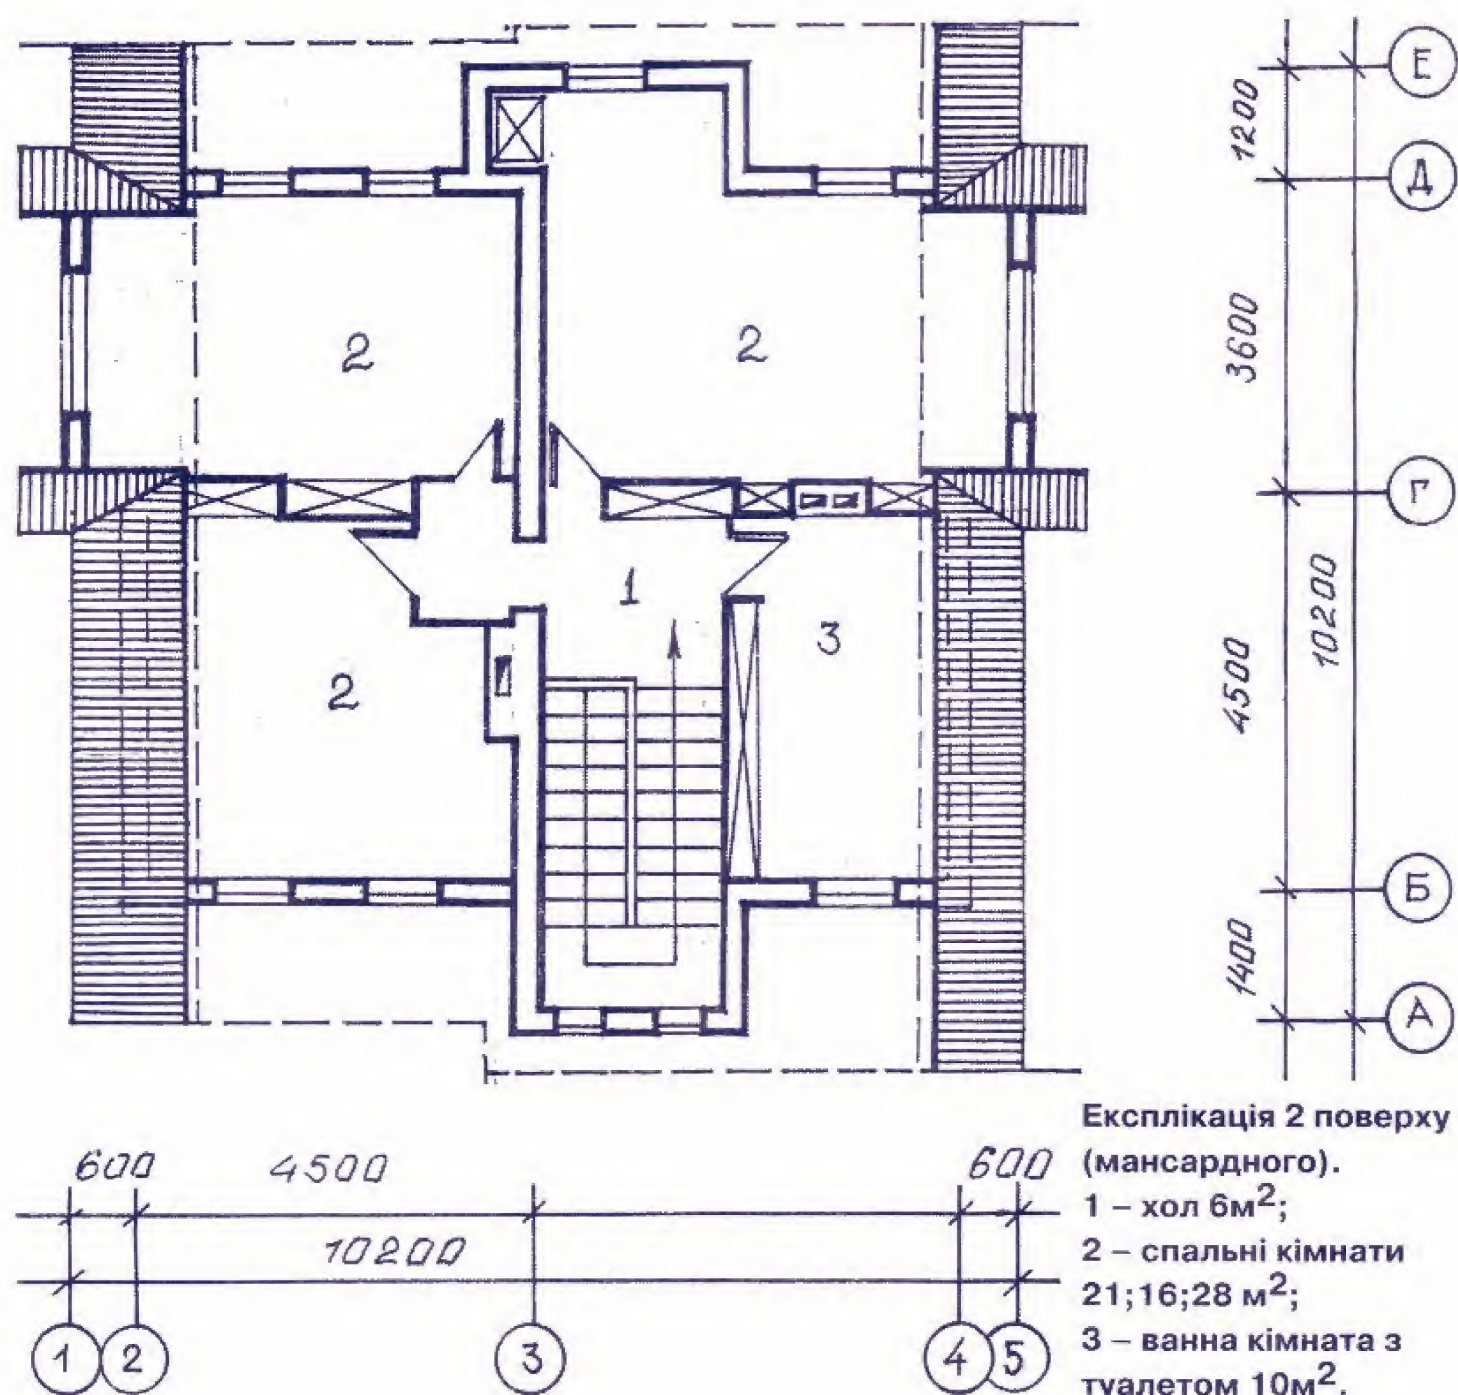 Е
1200
Д
2
2
3600
Г
1
3
10200
2
4500
Б
1400
А
Експлікація 2 поверху
600 4500 600
(мансардного).
1 – хол 6м²;
10200
2 – спальні кімнати
21;16;28 м²;
1 2 3 4 5
3 – ванна кімната з
туалетом 10м².